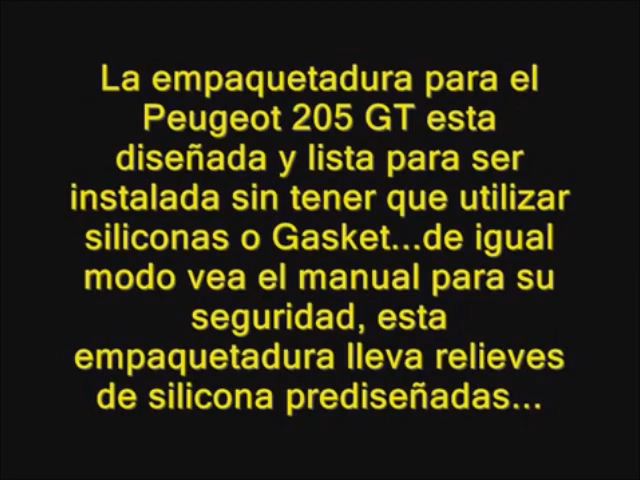 La empaquetadura para el
Peugeot 205 GT esta
diseñada y lista para ser
instalada sin tener que utilizar
siliconas o Gasket...de igual
modo vea el manual para su
seguridad, esta
empaquetadura lleva relieves
de silicona prediseñadas...